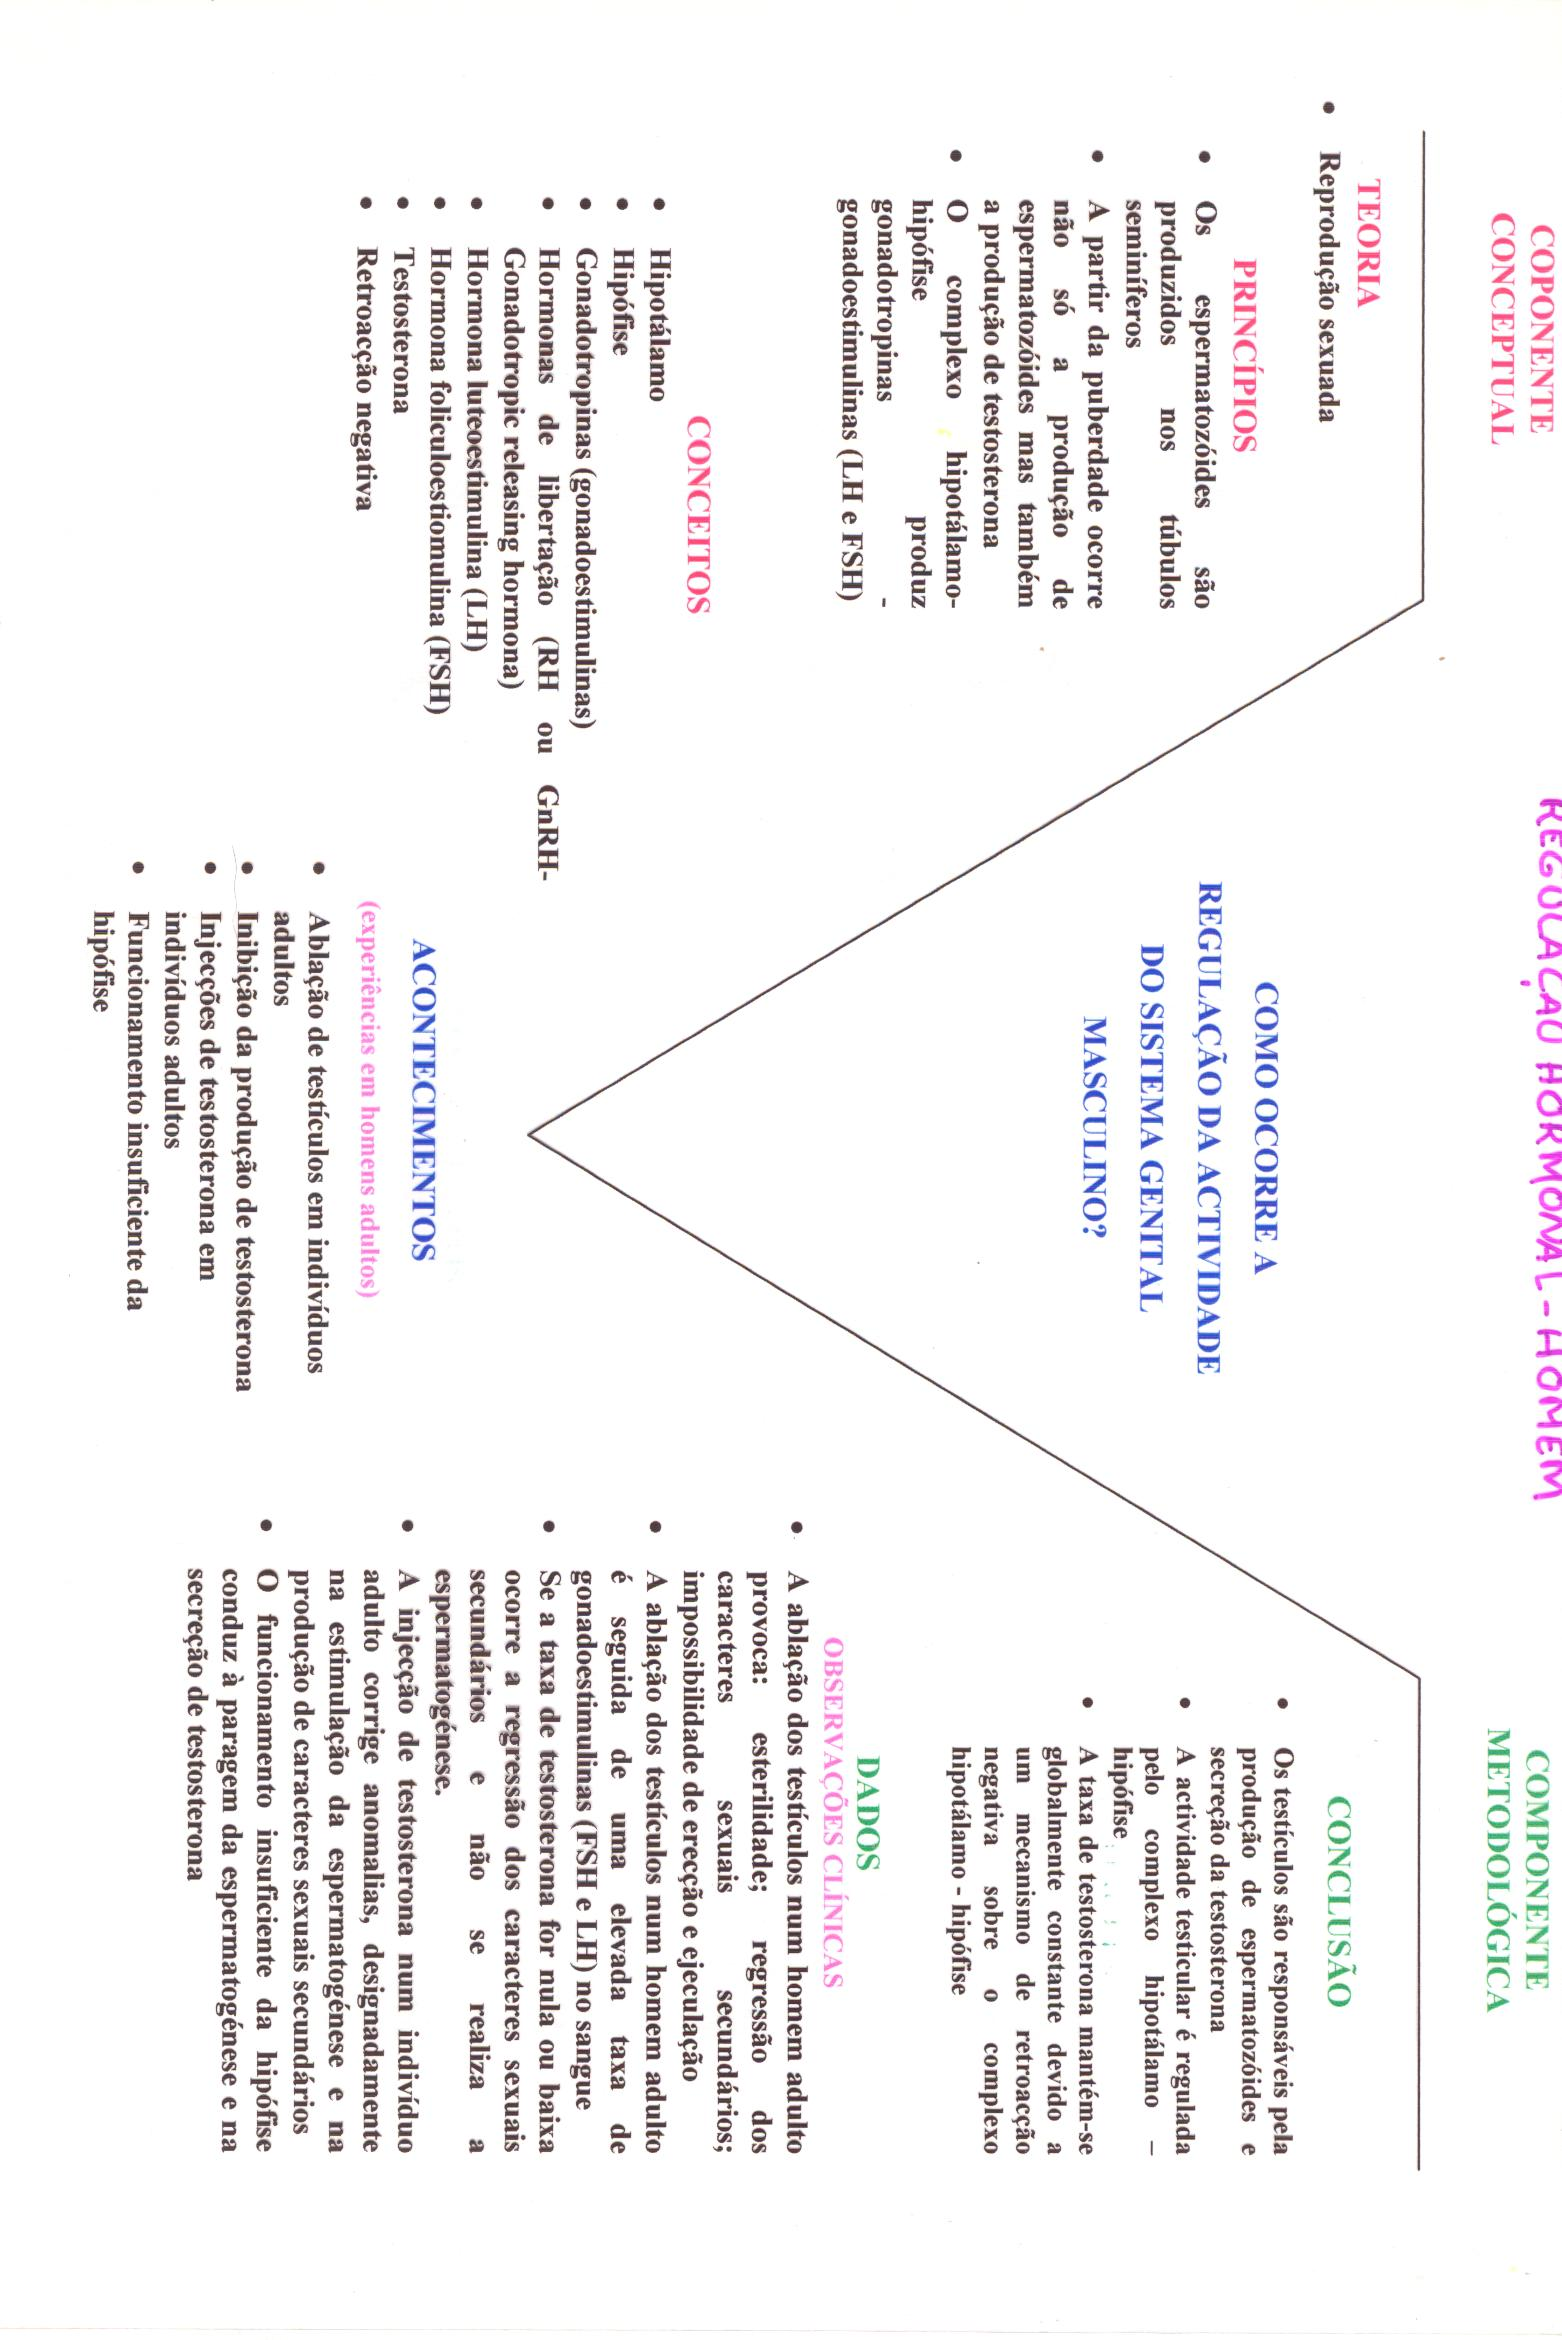 REGULAÇÃO HORMONAL - HOMEM
COPONENTE
CONCEPTUAL
TEORIA
• Reprodução sexuada
PRINCÍPIOS
• Os espermatozóides são
produzidos nos túbulos
seminíferos
• A partir da puberdade ocorre
não só a produção de
espermatozóides mas também
a produção de testosterona
• O complexo hipotálamo-
hipófise produz
gonadotropinas -
gonadoestimulinas (LH e FSH)
CONCEITOS
• Hipotálamo
• Hipófise
• Gonadotropinas (gonadoestimulinas)
• Hormonas de libertação (RH ou GnRH-
Gonadotropic releasing hormona)
• Hormona luteoestimulina (LH)
• Hormona foliculoestiomulina (FSH)
• Testosterona
• Retroacção negativa
COMO OCORRE A
REGULAÇÃO DA ACTIVIDADE
DO SISTEMA GENITAL
MASCULINO?
ACONTECIMENTOS
(experiências em homens adultos)
• Ablação de testículos em indivíduos
adultos
• Inibição da produção de testosterona
• Injecções de testosterona em
indivíduos adultos
• Funcionamento insuficiente da
hipófise
COMPONENTE
METODOLÓGICA
CONCLUSÃO
• Os testículos são responsáveis pela
produção de espermatozóides e
secreção da testosterona
• A actividade testicular é regulada
pelo complexo hipotálamo –
hipófise
• A taxa de testosterona mantém-se
globalmente constante devido a
um mecanismo de retroacção
negativa sobre o complexo
hipotálamo - hipófise
DADOS
OBSERVAÇÕES CLÍNICAS
• A ablação dos testículos num homem adulto
provoca: esterilidade; regressão dos
caracteres sexuais secundários;
impossibilidade de erecção e ejeculação
• A ablação dos testículos num homem adulto
é seguida de uma elevada taxa de
gonadoestimulinas (FSH e LH) no sangue
• Se a taxa de testosterona for nula ou baixa
ocorre a regressão dos caracteres sexuais
secundários e não se realiza a
espermatogénese.
• A injecção de testosterona num indivíduo
adulto corrige anomalias, designadamente
na estimulação da espermatogénese e na
produção de caracteres sexuais secundários
• O funcionamento insuficiente da hipófise
conduz à paragem da espermatogénese e na
secreção de testosterona